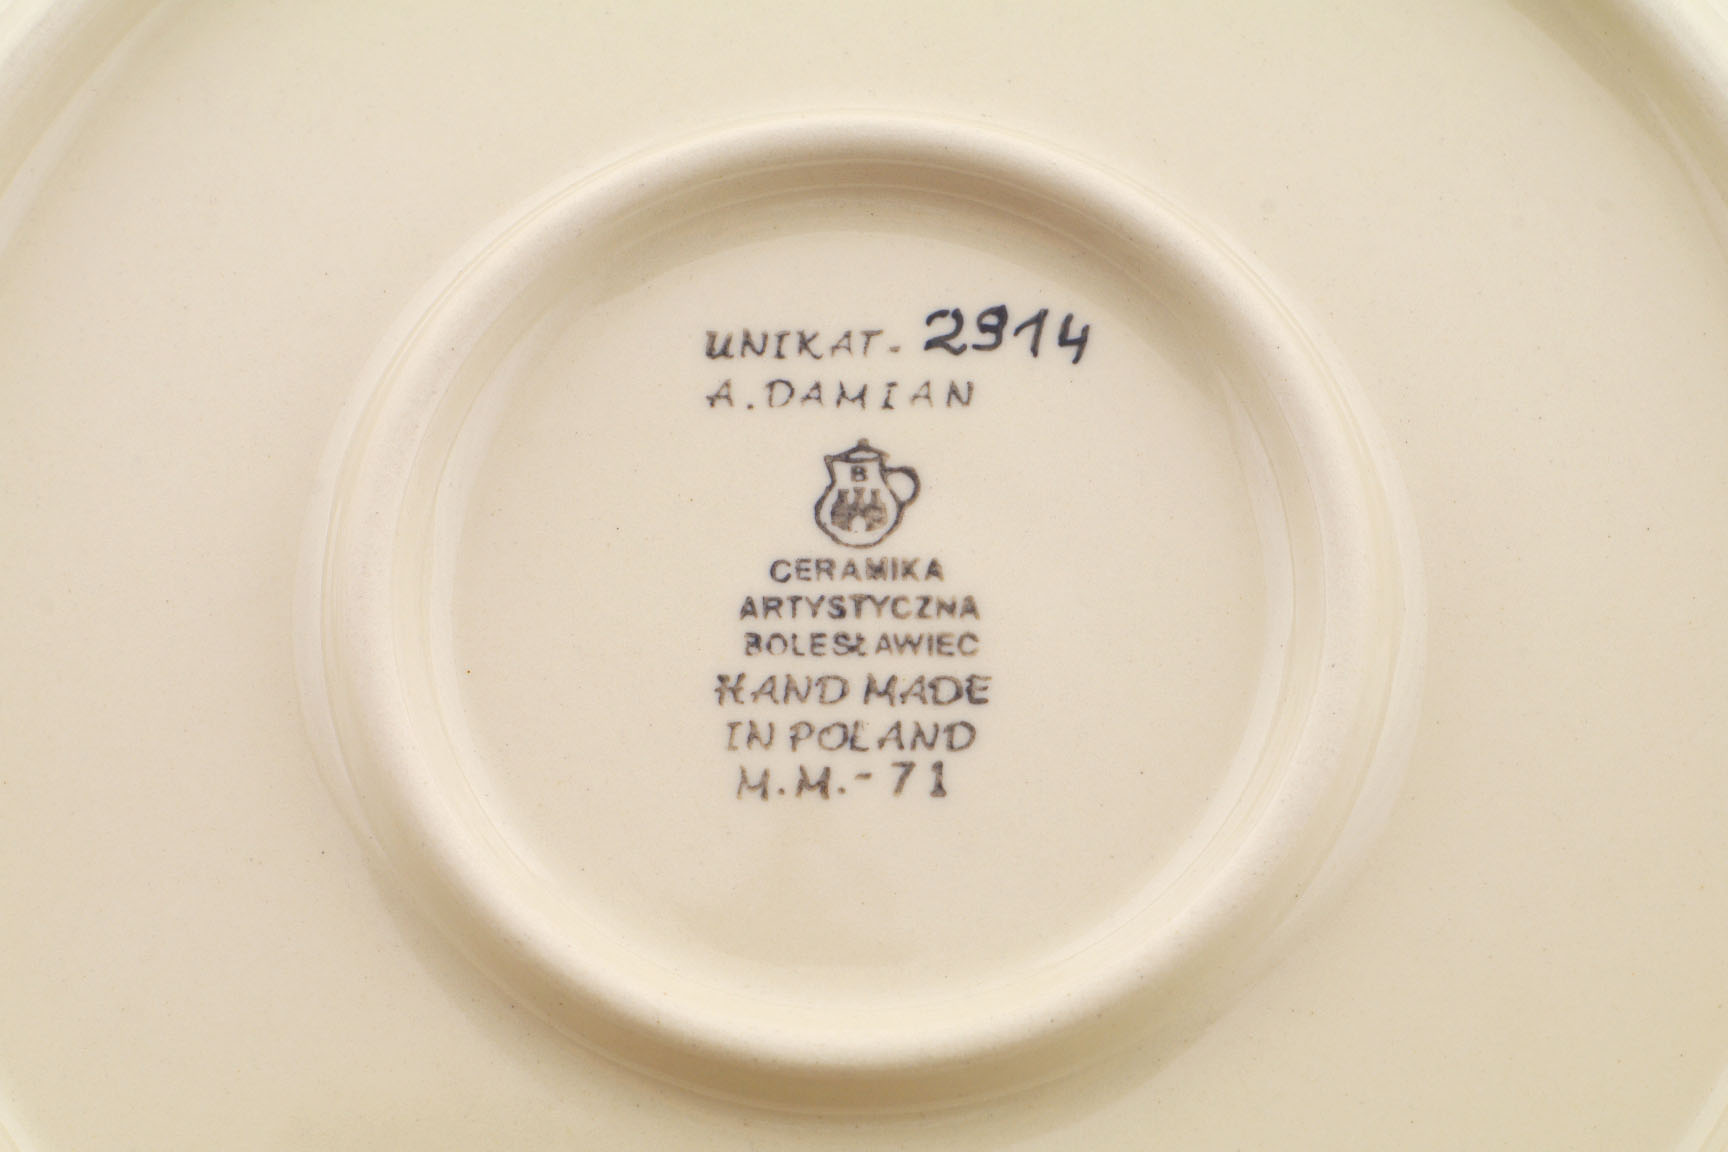 UNIKAT- 2914
A. DAMIAN
B
CERAMIKA
ARTYSTYCZNA
BOLESŁAWIEC
HAND MADE
IN POLAND
M.M.-71